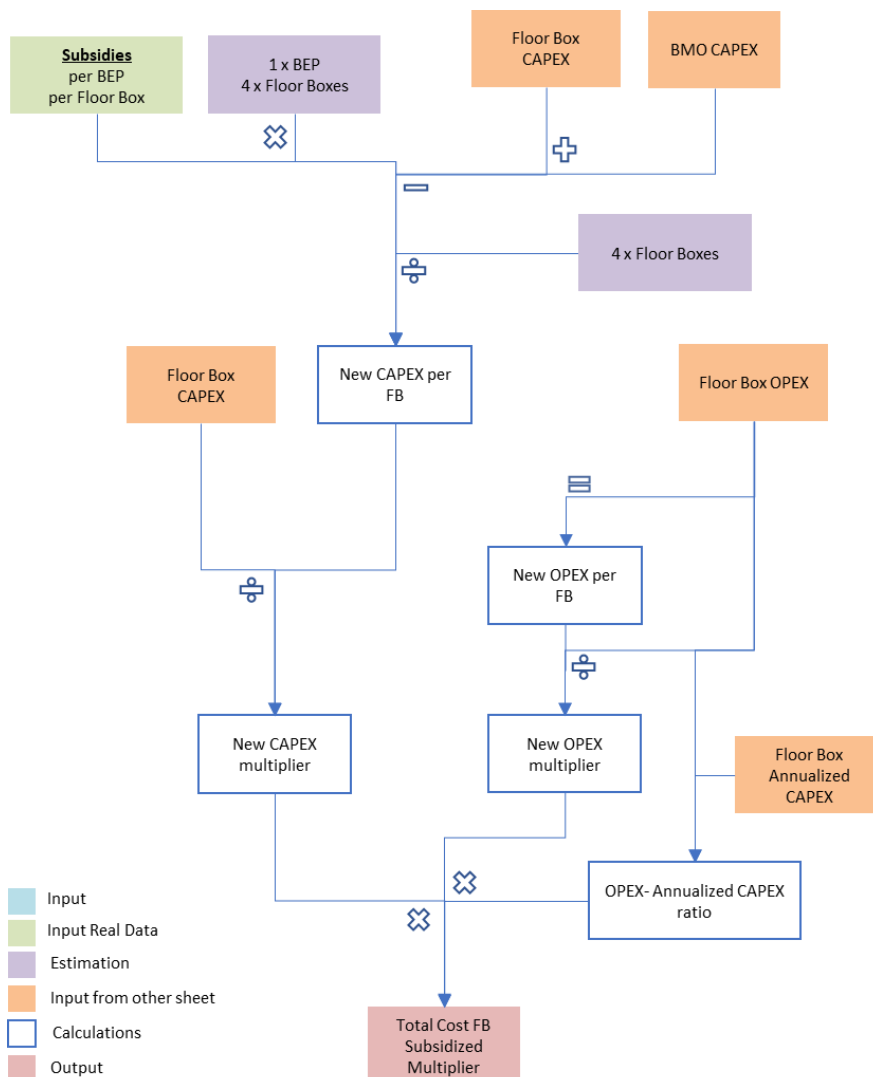 Subsidies
per BEP
per Floor Box
1 x BEP
4 x Floor Boxes
Floor Box
CAPEX
BMO CAPEX
4 x Floor Boxes
Floor Box
CAPEX
New CAPEX per
FB
Floor Box OPEX
New OPEX per
FB
New CAPEX
multiplier
New OPEX
multiplier
Floor Box
Annualized
CAPEX
OPEX- Annualized CAPEX
ratio
Input
Input Real Data
Estimation
Input from other sheet
Calculations
Output
Total Cost FB
Subsidized
Multiplier